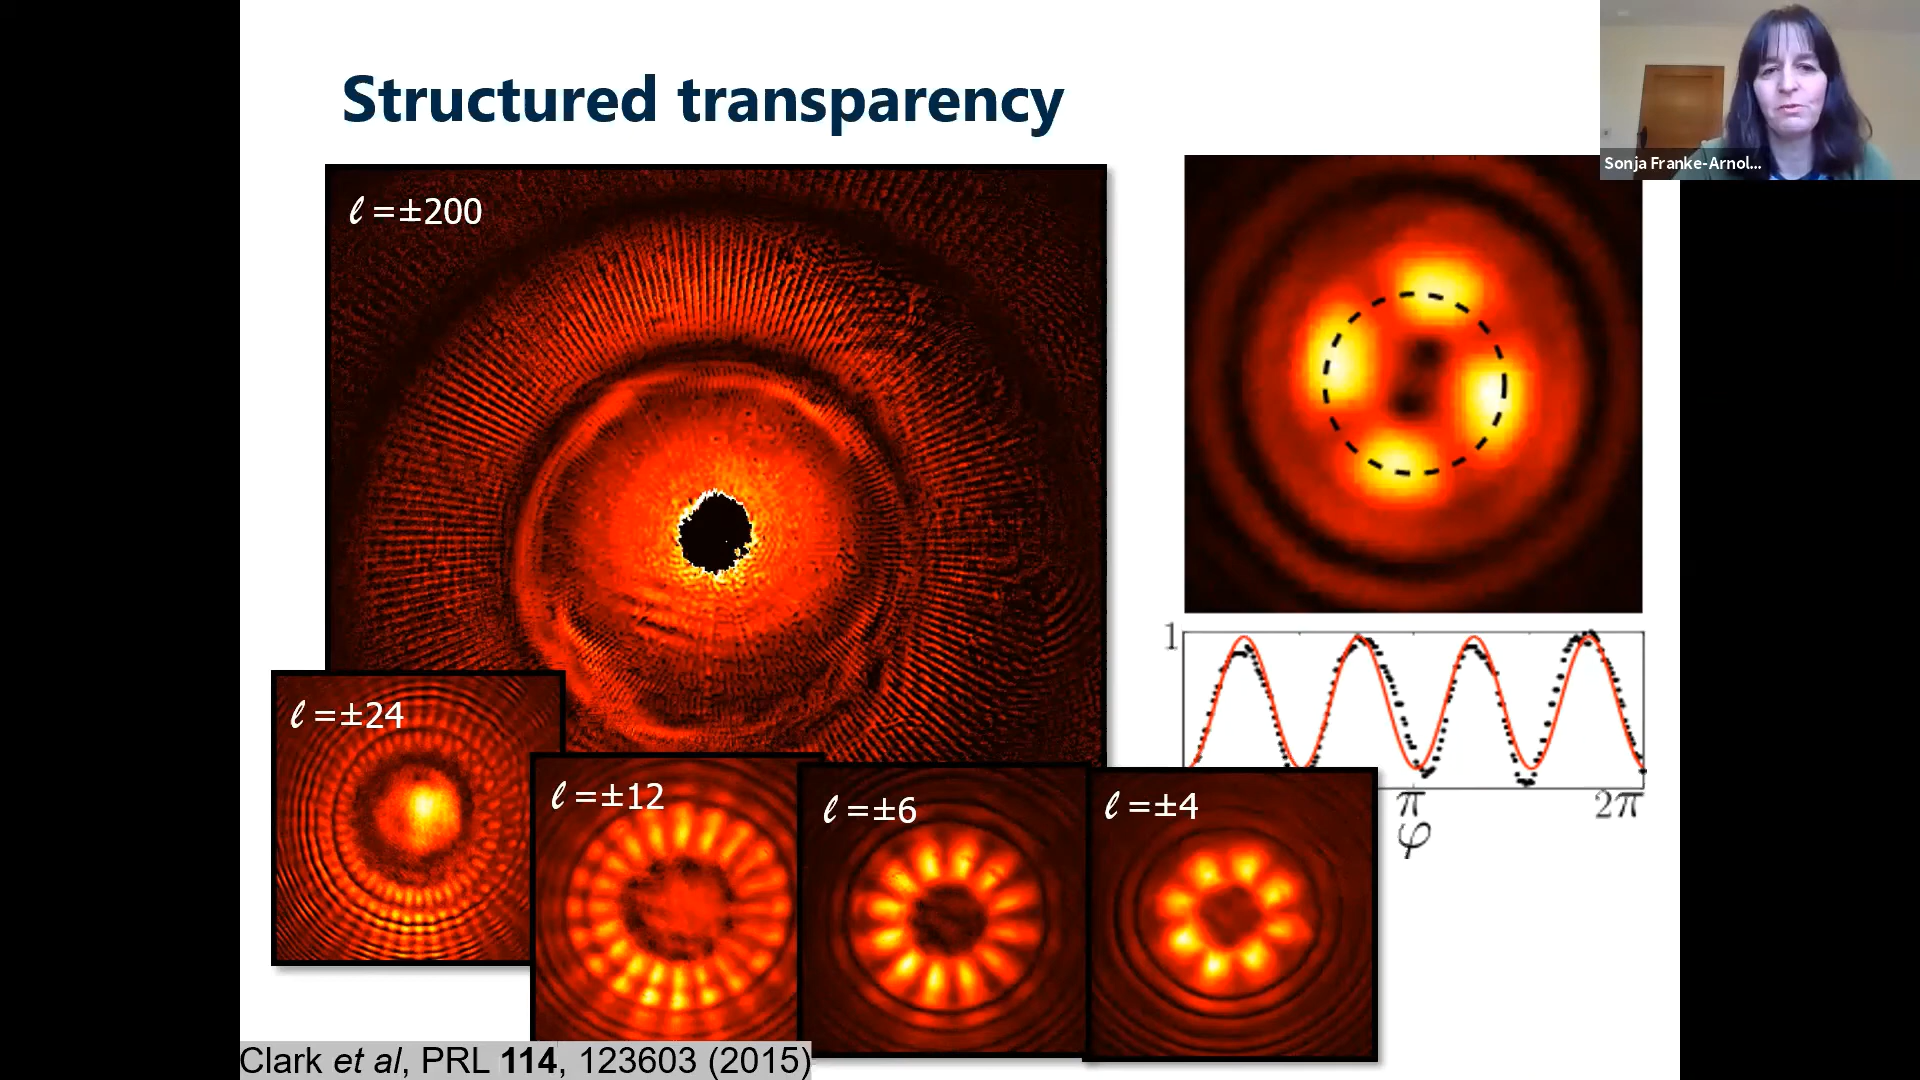 Structured transparency
Sonja Franke-Arnol...
ℓ =±200
1
ℓ =±24
ℓ =±12
ℓ =±6
ℓ =±4
π
2π
φ
Clark et al, PRL 114, 123603 (2015)